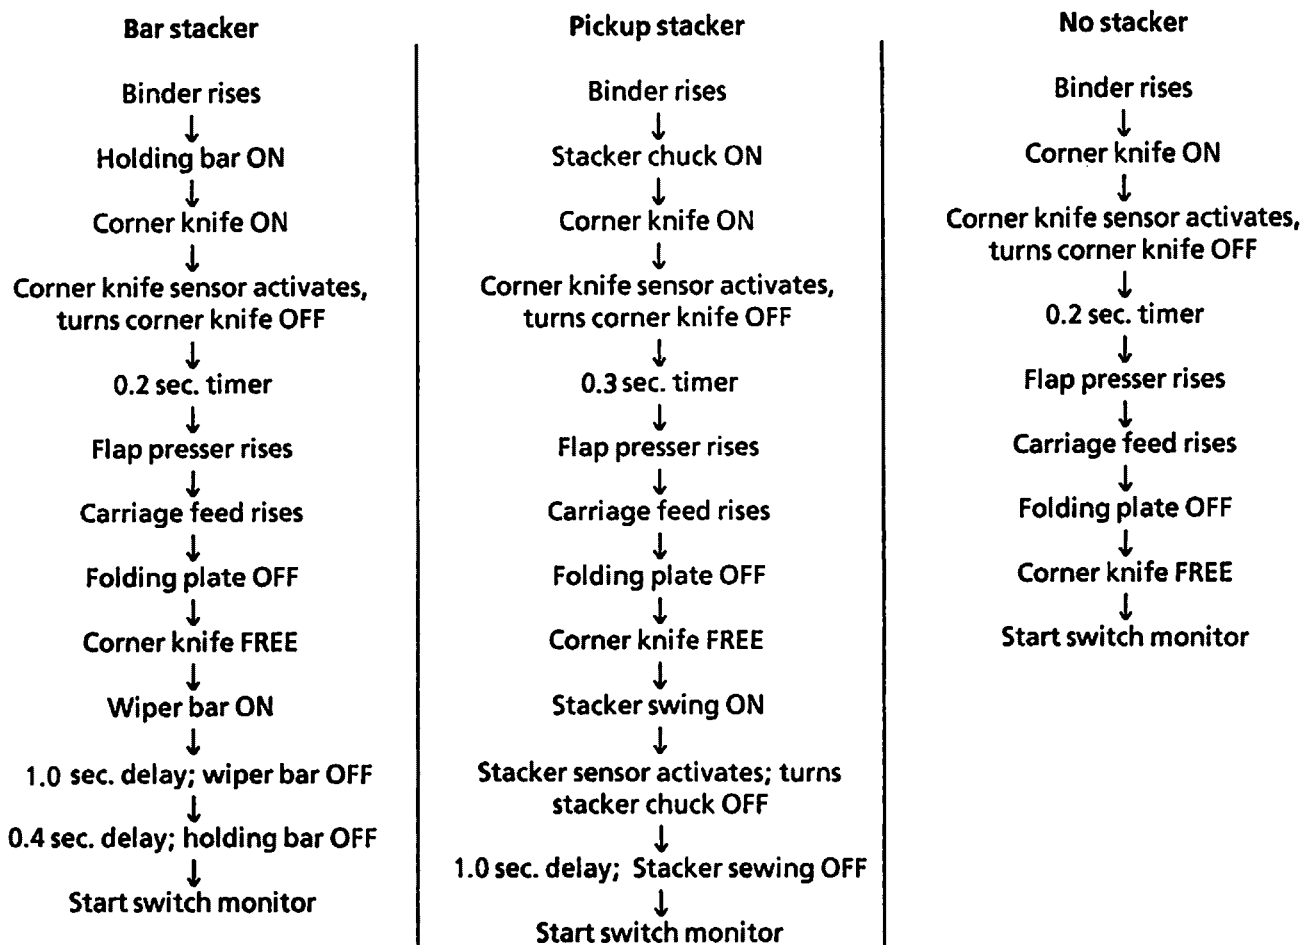 Bar stacker
Binder rises
↓
Holding bar ON
↓
Corner knife ON
↓
Corner knife sensor activates,
turns corner knife OFF
↓
0.2 sec. timer
↓
Flap presser rises
↓
Carriage feed rises
↓
Folding plate OFF
↓
Corner knife FREE
↓
Wiper bar ON
↓
1.0 sec. delay; wiper bar OFF
↓
0.4 sec. delay; holding bar OFF
↓
Start switch monitor
Pickup stacker
Binder rises
↓
Stacker chuck ON
↓
Corner knife ON
↓
Corner knife sensor activates,
turns corner knife OFF
↓
0.3 sec. timer
↓
Flap presser rises
↓
Carriage feed rises
↓
Folding plate OFF
↓
Corner knife FREE
↓
Stacker swing ON
↓
Stacker sensor activates; turns
stacker chuck OFF
↓
1.0 sec. delay; Stacker sewing OFF
↓
Start switch monitor
No stacker
Binder rises
↓
Corner knife ON
↓
Corner knife sensor activates,
turns corner knife OFF
↓
0.2 sec. timer
↓
Flap presser rises
↓
Carriage feed rises
↓
Folding plate OFF
↓
Corner knife FREE
↓
Start switch monitor